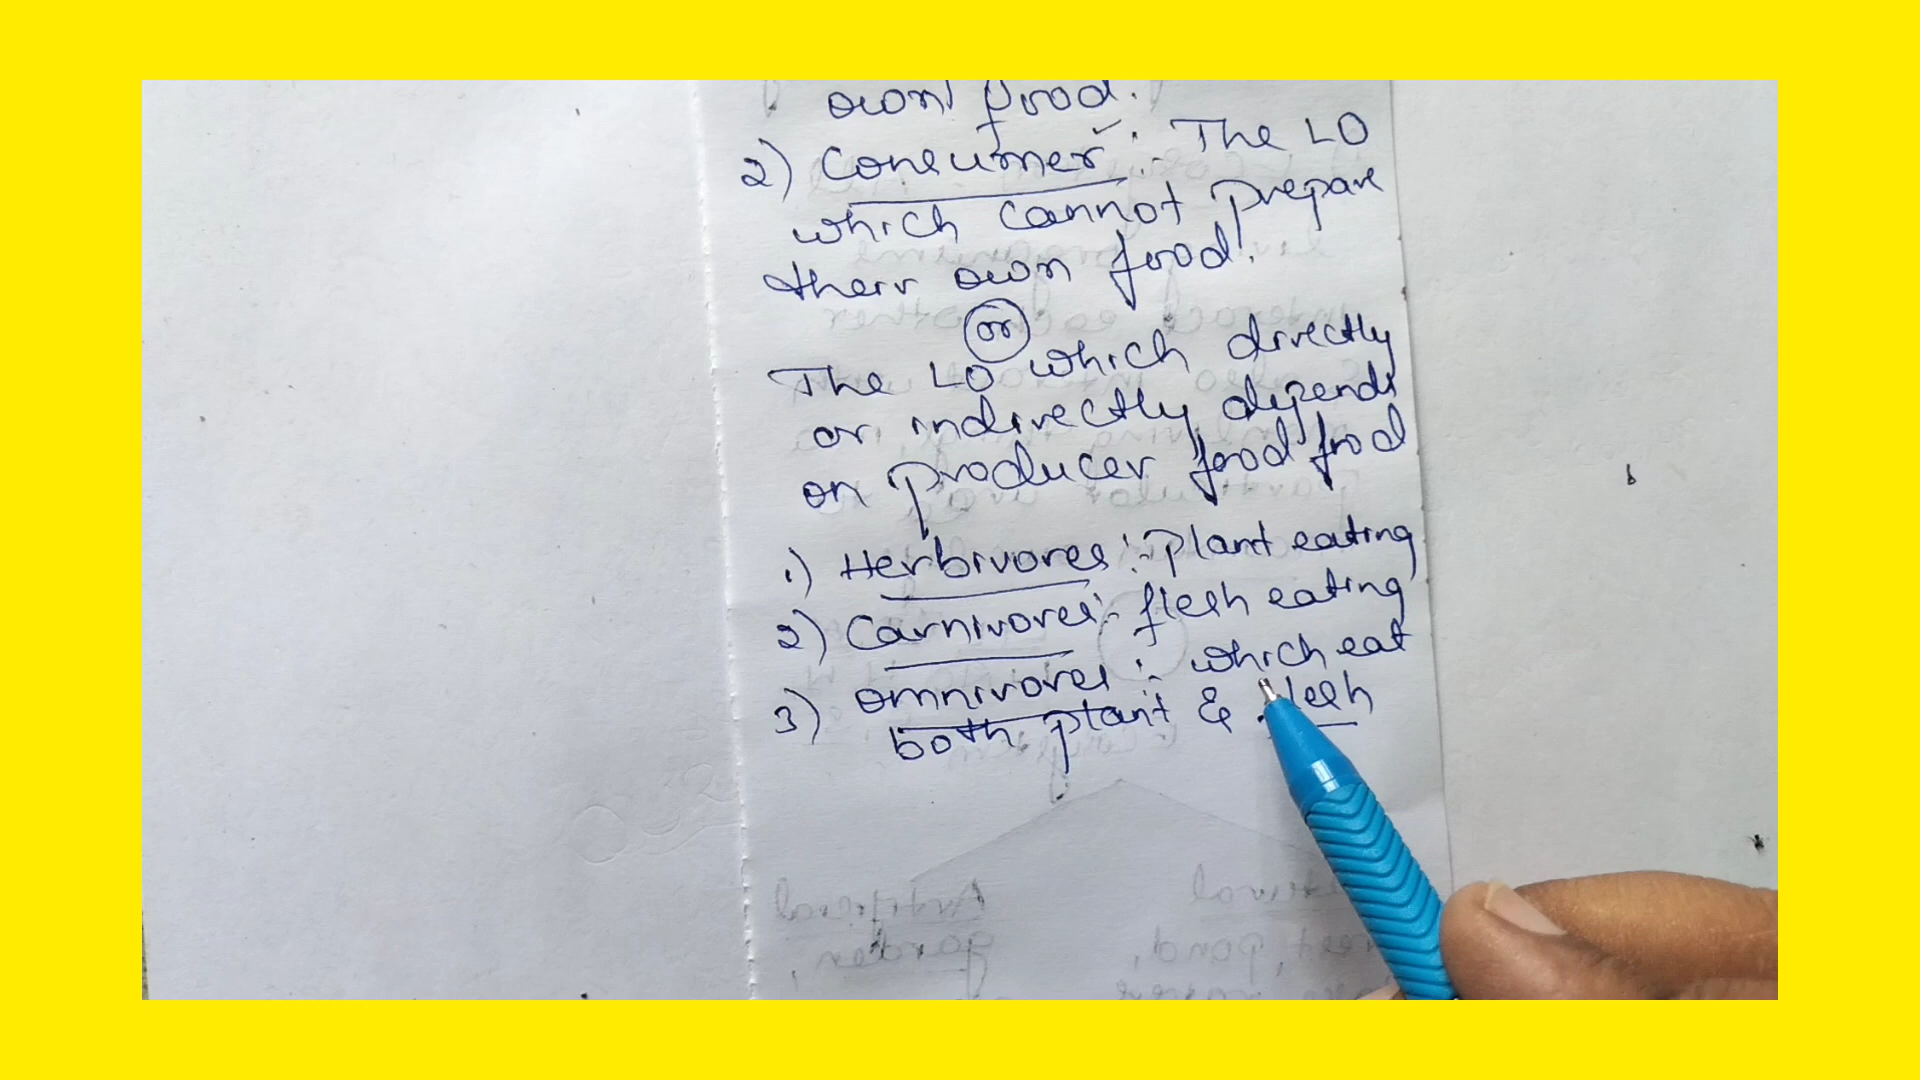 own food.
2) Consumer :- The LO
which cannot prepare
their own food.
or
The LO which directly
or indirectly depends
on producer food food
1) Herbivores :- Plant eating
2) Carnivores :- flesh eating
3) omnivores :- which eat
both plant & flesh